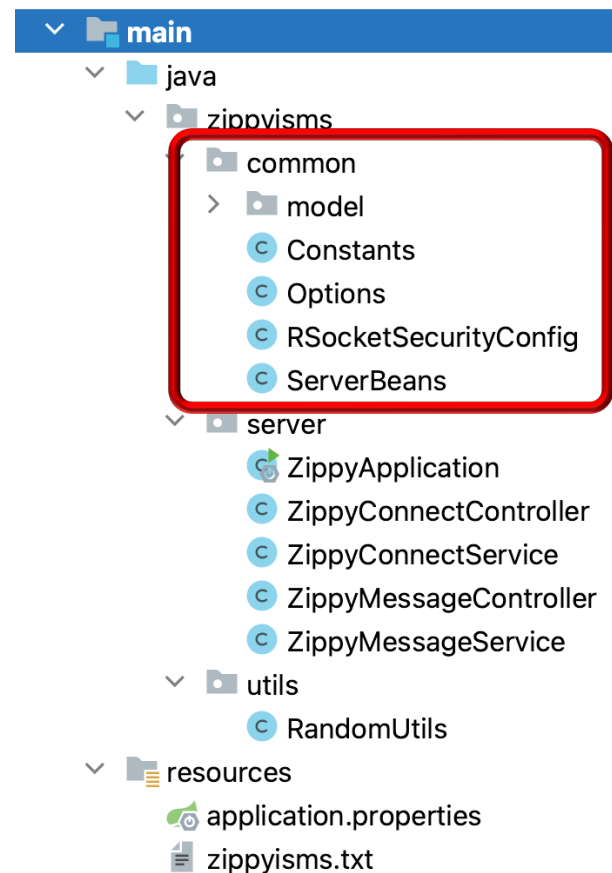 main
java
zippyisms
common
model
C Constants
C Options
C RSocketSecurityConfig
C ServerBeans
server
C ZippyApplication
C ZippyConnectController
C ZippyConnectService
C ZippyMessageController
C ZippyMessageService
utils
C RandomUtils
resources
application.properties
zippyisms.txt